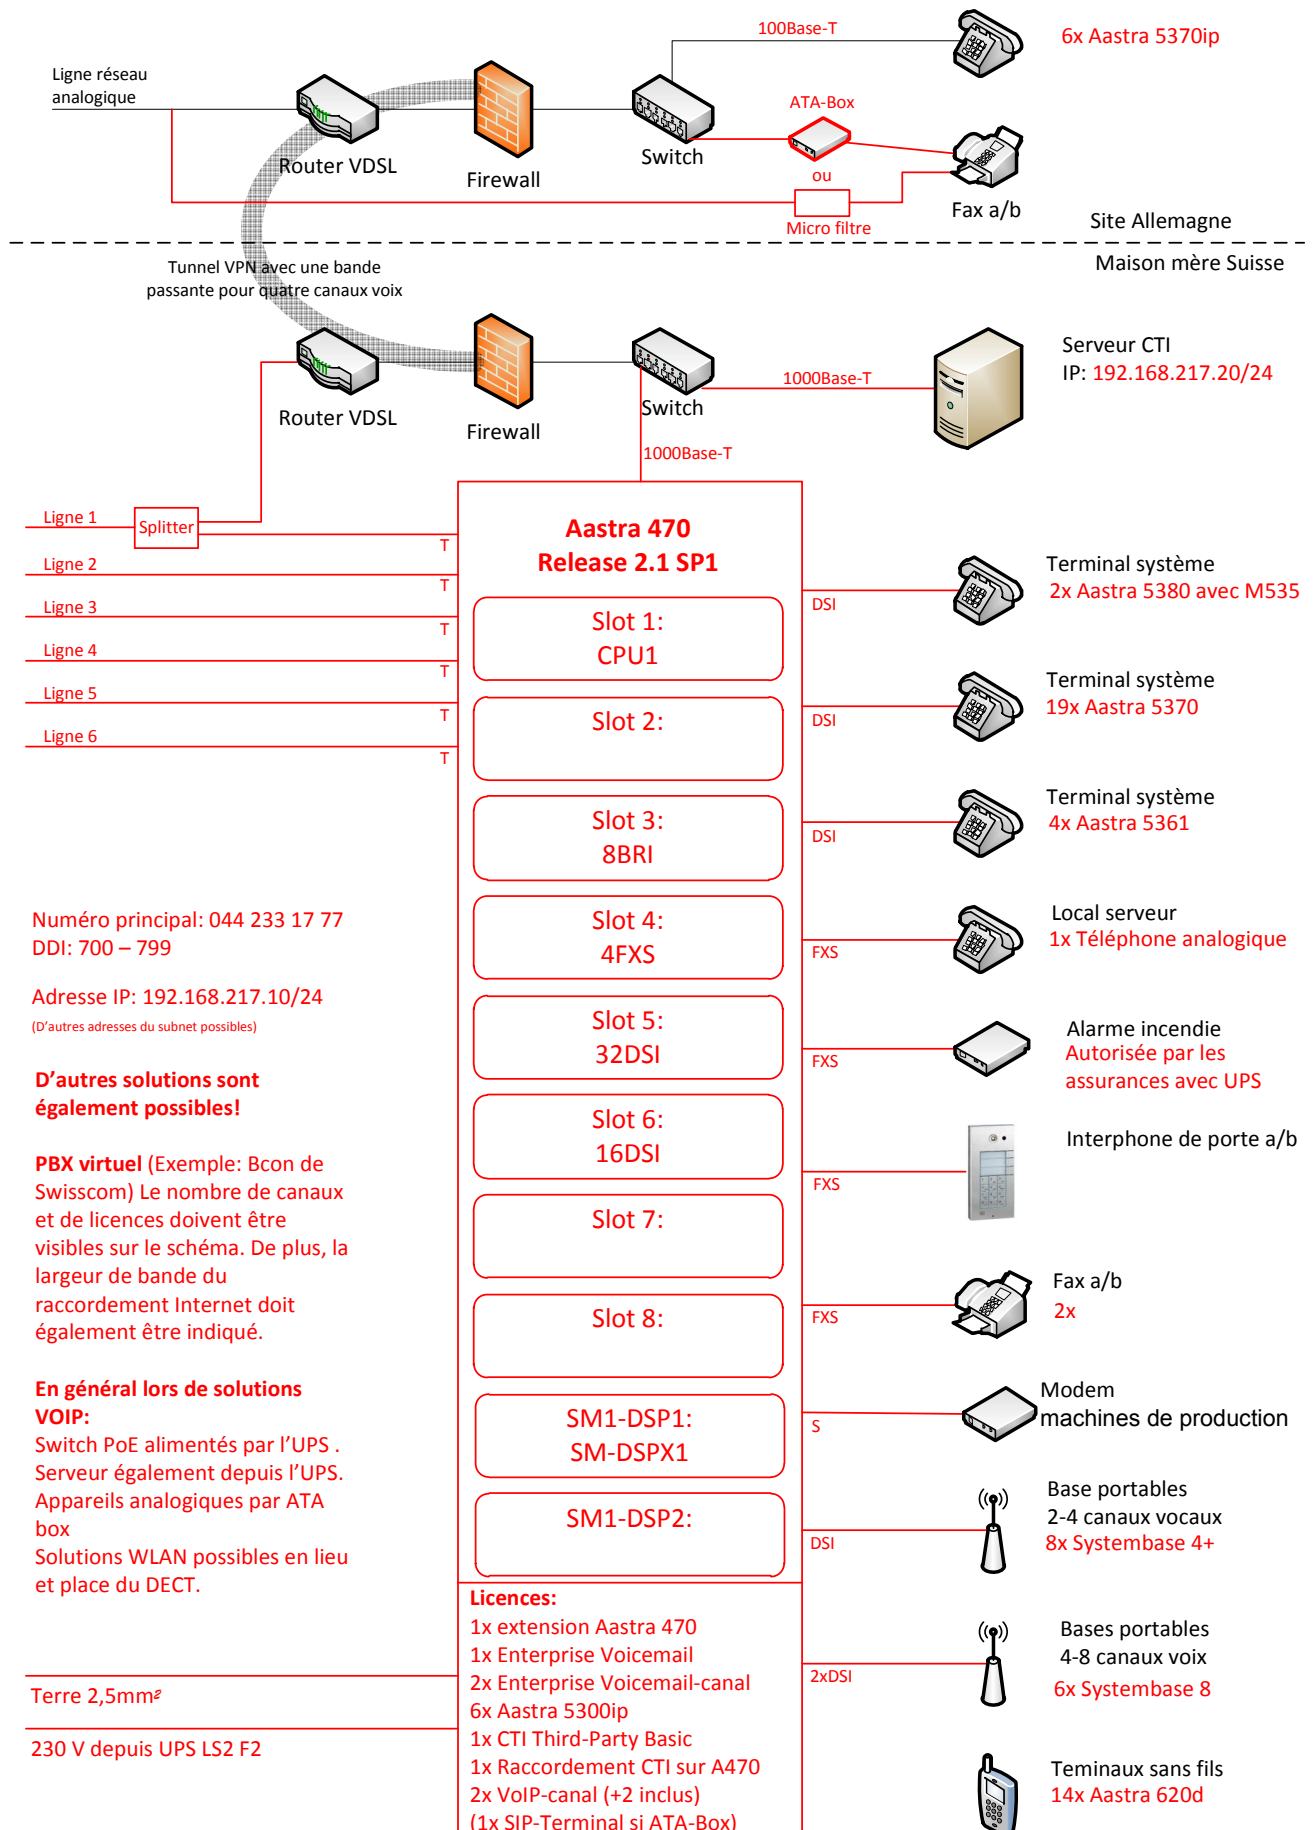 100Base-T
6x Aastra 5370ip
Ligne réseau
analogique
ATA-Box
Router VDSL
Firewall
Switch
ou
Micro filtre
Fax a/b
Site Allemagne
Maison mère Suisse
Tunnel VPN avec une bande
passante pour quatre canaux voix
Router VDSL
Firewall
Switch
1000Base-T
1000Base-T
Serveur CTI
IP: 192.168.217.20/24
Ligne 1
Splitter
T
Ligne 2
T
Ligne 3
T
Ligne 4
T
Ligne 5
T
Ligne 6
T
Numéro principal: 044 233 17 77
DDI: 700 – 799
Adresse IP: 192.168.217.10/24
(D’autres adresses du subnet possibles)
D’autres solutions sont
également possibles!
PBX virtuel (Exemple: Bcon de
Swisscom) Le nombre de canaux
et de licences doivent être
visibles sur le schéma. De plus, la
largeur de bande du
raccordement Internet doit
également être indiqué.
En général lors de solutions
VOIP:
Switch PoE alimentés par l’UPS .
Serveur également depuis l’UPS.
Appareils analogiques par ATA
box
Solutions WLAN possibles en lieu
et place du DECT.
Terre 2,5mm²
230 V depuis UPS LS2 F2
Aastra 470
Release 2.1 SP1
Slot 1:
CPU1
Slot 2:
Slot 3:
8BRI
Slot 4:
4FXS
Slot 5:
32DSI
Slot 6:
16DSI
Slot 7:
Slot 8:
SM1-DSP1:
SM-DSPX1
SM1-DSP2:
Licences:
1x extension Aastra 470
1x Enterprise Voicemail
2x Enterprise Voicemail-canal
6x Aastra 5300ip
1x CTI Third-Party Basic
1x Raccordement CTI sur A470
2x VoIP-canal (+2 inclus)
(1x SIP-Terminal si ATA-Box)
DSI
Terminal système
2x Aastra 5380 avec M535
DSI
Terminal système
19x Aastra 5370
DSI
Terminal système
4x Aastra 5361
FXS
Local serveur
1x Téléphone analogique
FXS
Alarme incendie
Autorisée par les
assurances avec UPS
FXS
Interphone de porte a/b
FXS
Fax a/b
2x
S
Modem
machines de production
DSI
Base portables
2-4 canaux vocaux
8x Systembase 4+
2xDSI
Bases portables
4-8 canaux voix
6x Systembase 8
Teminaux sans fils
14x Aastra 620d